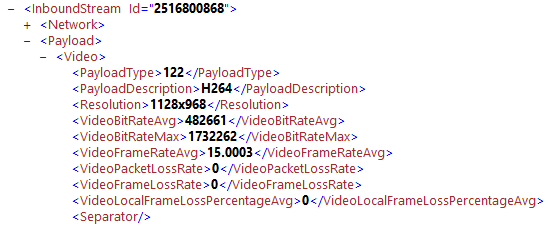 − <InboundStream Id="2516800868">
+ <Network>
− <Payload>
− <Video>
<PayloadType>122</PayloadType>
<PayloadDescription>H264</PayloadDescription>
<Resolution>1128x968</Resolution>
<VideoBitRateAvg>482661</VideoBitRateAvg>
<VideoBitRateMax>1732262</VideoBitRateMax>
<VideoFrameRateAvg>15.0003</VideoFrameRateAvg>
<VideoPacketLossRate>0</VideoPacketLossRate>
<VideoFrameLossRate>0</VideoFrameLossRate>
<VideoLocalFrameLossPercentageAvg>0</VideoLocalFrameLossPercentageAvg>
<Separator/>